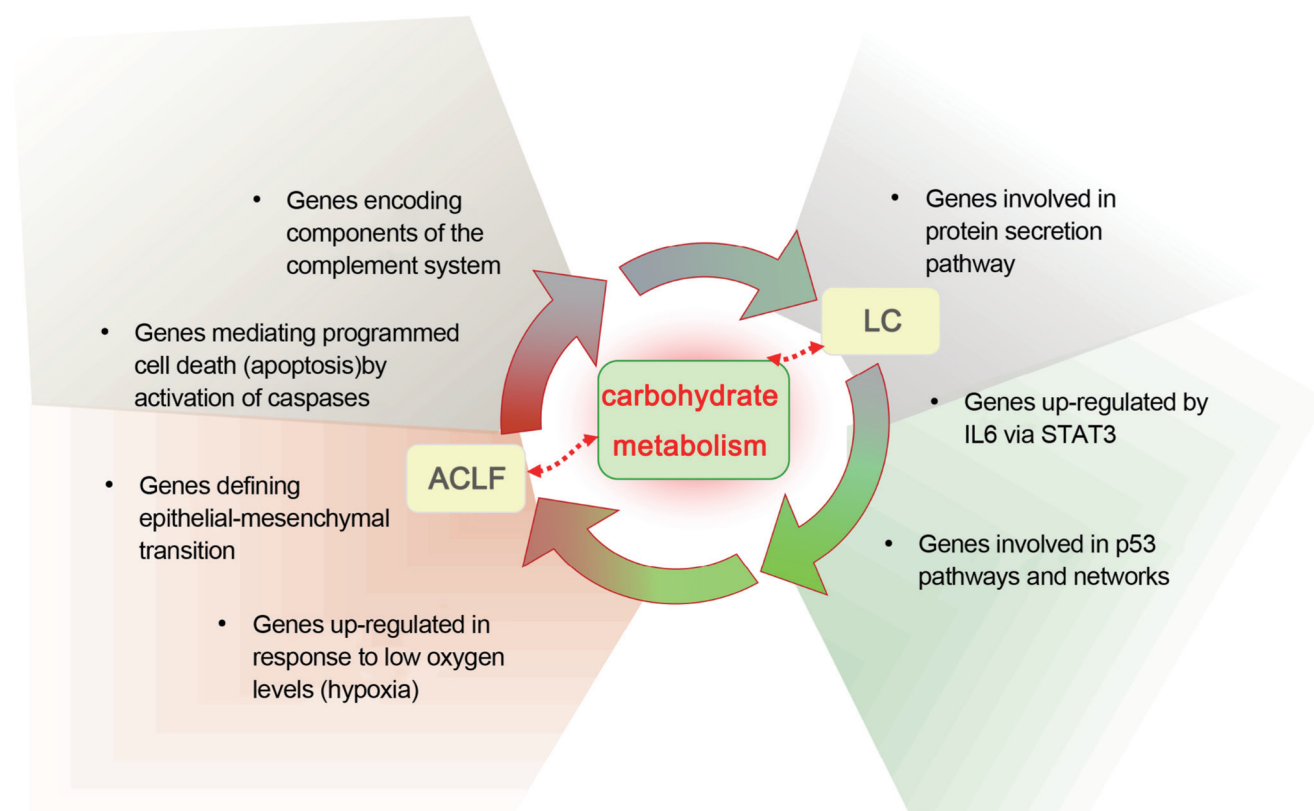 • Genes encoding
components of the
complement system
• Genes mediating programmed
cell death (apoptosis)by
activation of caspases
• Genes defining
epithelial-mesenchymal
transition
• Genes up-regulated in
response to low oxygen
levels (hypoxia)
ACLF
carbohydrate
metabolism
LC
• Genes involved in
protein secretion
pathway
• Genes up-regulated by
IL6 via STAT3
• Genes involved in p53
pathways and networks